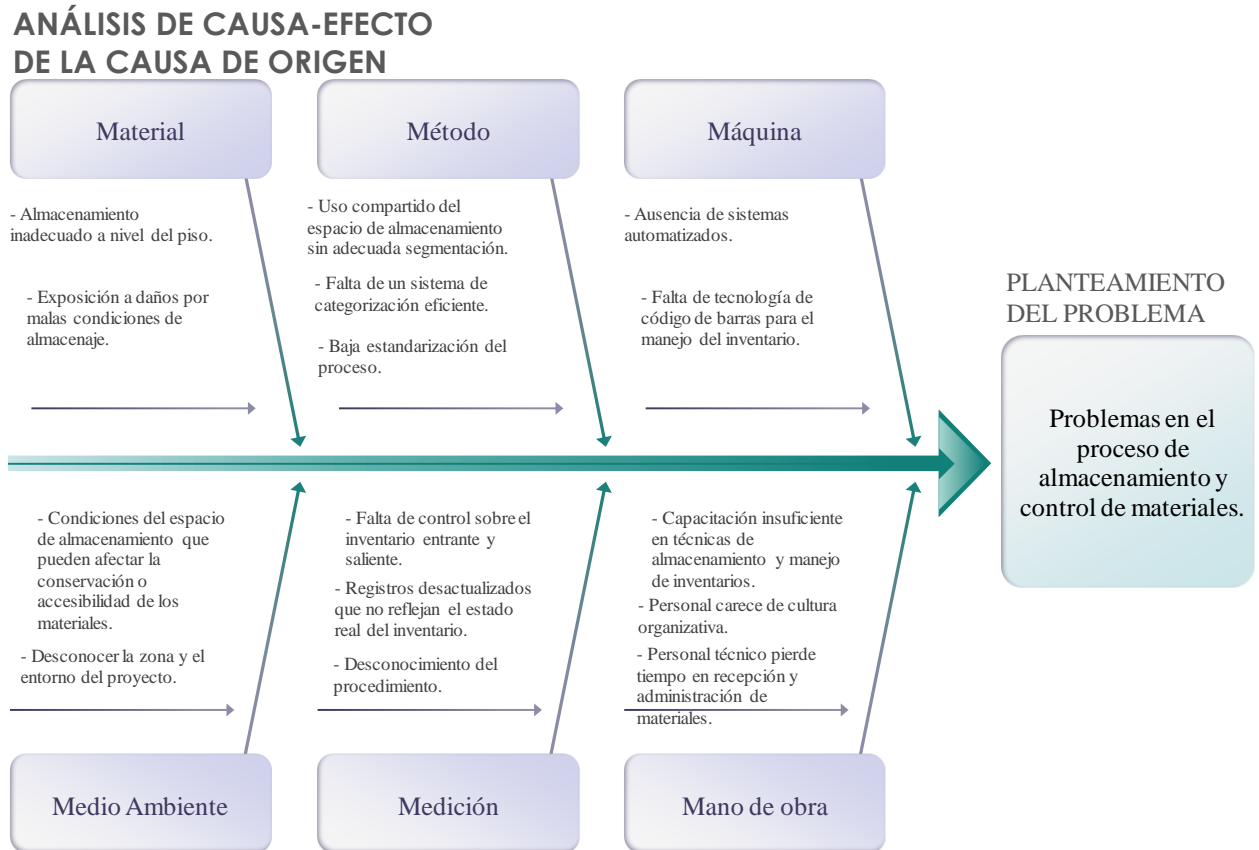 ANÁLISIS DE CAUSA-EFECTO
DE LA CAUSA DE ORIGEN
Material
- Almacenamiento
inadecuado a nivel del piso.
- Exposición a daños por
malas condiciones de
almacenaje.
Método
- Uso compartido del
espacio de almacenamiento
sin adecuada segmentación.
- Falta de un sistema de
categorización eficiente.
- Baja estandarización del
proceso.
Máquina
- Ausencia de sistemas
automatizados.
- Falta de tecnología de
código de barras para el
manejo del inventario.
PLANTEAMIENTO
DEL PROBLEMA
Problemas en el
proceso de
almacenamiento y
control de materiales.
- Condiciones del espacio
de almacenamiento que
pueden afectar la
conservación o
accesibilidad de los
materiales.
- Desconocer la zona y el
entorno del proyecto.
Medio Ambiente
- Falta de control sobre el
inventario entrante y
saliente.
- Registros desactualizados
que no reflejan el estado
real del inventario.
- Desconocimiento del
procedimiento.
Medición
- Capacitación insuficiente
en técnicas de
almacenamiento y manejo
de inventarios.
- Personal carece de cultura
organizativa.
- Personal técnico pierde
tiempo en recepción y
administración de
materiales.
Mano de obra